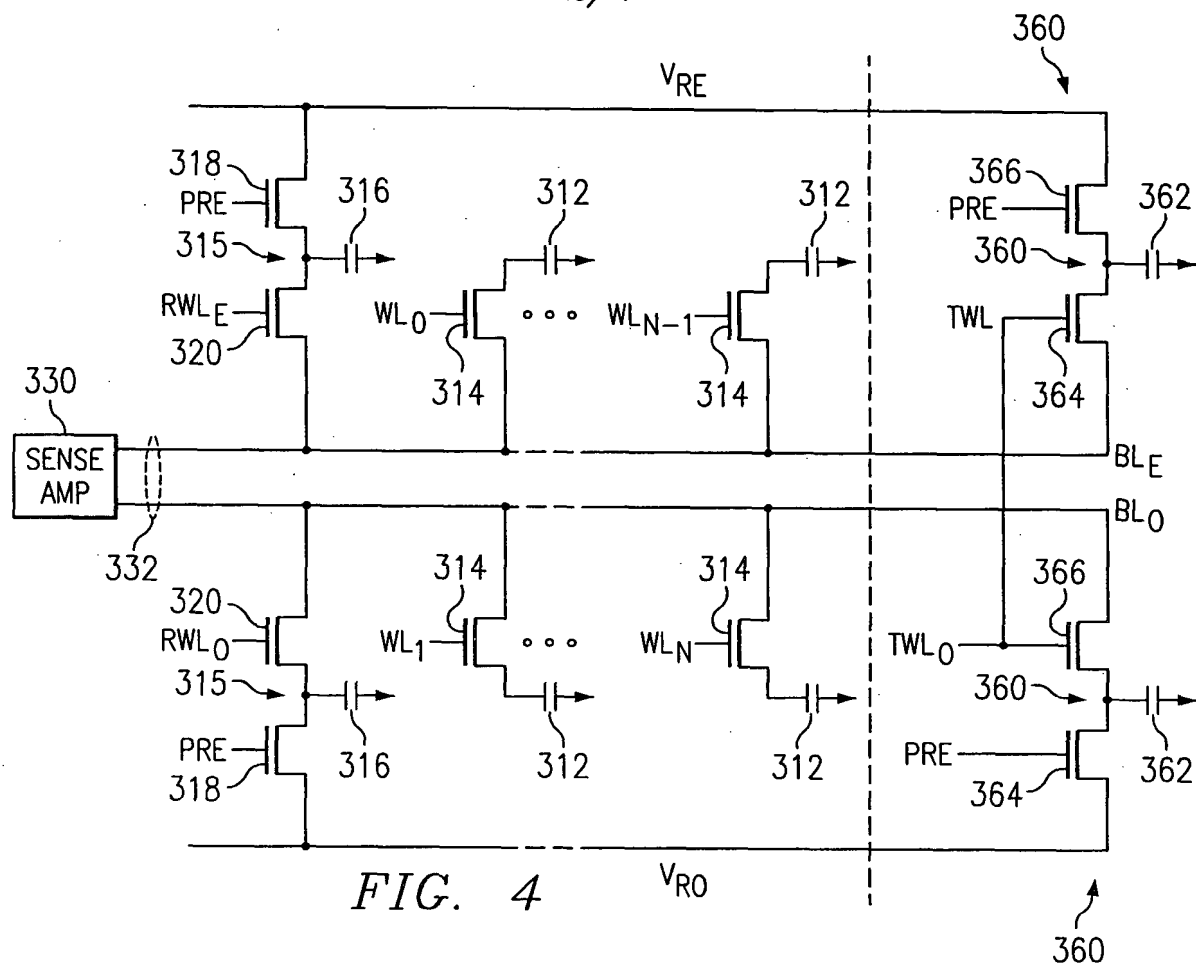 360
V_RE
318
316
312
312
366
362
PRE
PRE
315
360
RWL_E
WL_0
WL_N-1
TWL
320
314
314
364
330
SENSE
AMP
BL_E
BL_O
332
320
314
314
366
RWL_O
WL_1
WL_N
TWL_O
315
360
PRE
PRE
318
316
312
312
364
362
V_RO
FIG. 4
360